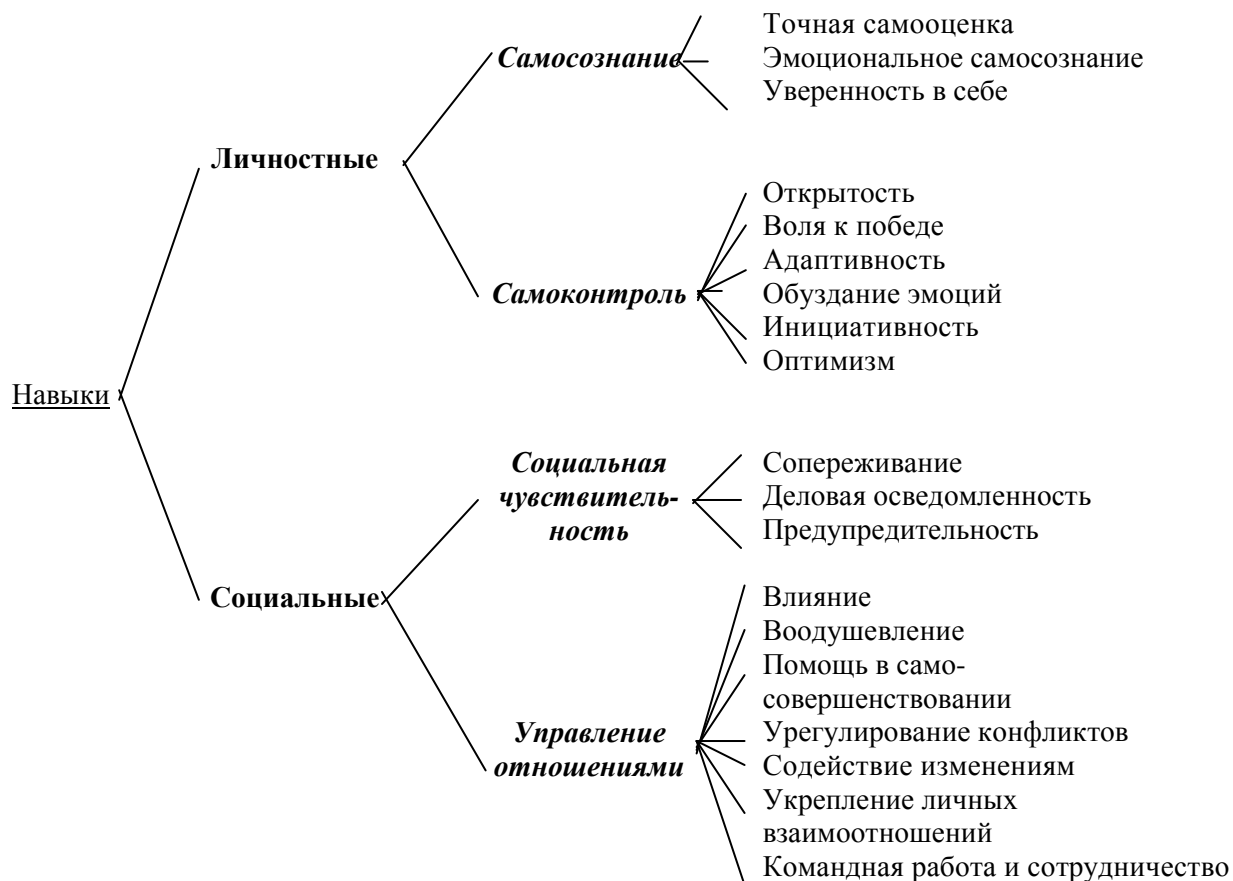 Точная самооценка
Самосознание
Эмоциональное самосознание
Уверенность в себе
Личностные
Открытость
Воля к победе
Адаптивность
Самоконтроль
Обуздание эмоций
Инициативность
Оптимизм
Навыки
Социальная
чувствитель-
ность
Сопереживание
Деловая осведомленность
Предупредительность
Социальные
Влияние
Воодушевление
Помощь в само-
совершенствовании
Управление
отношениями
Урегулирование конфликтов
Содействие изменениям
Укрепление личных
взаимоотношений
Командная работа и сотрудничество